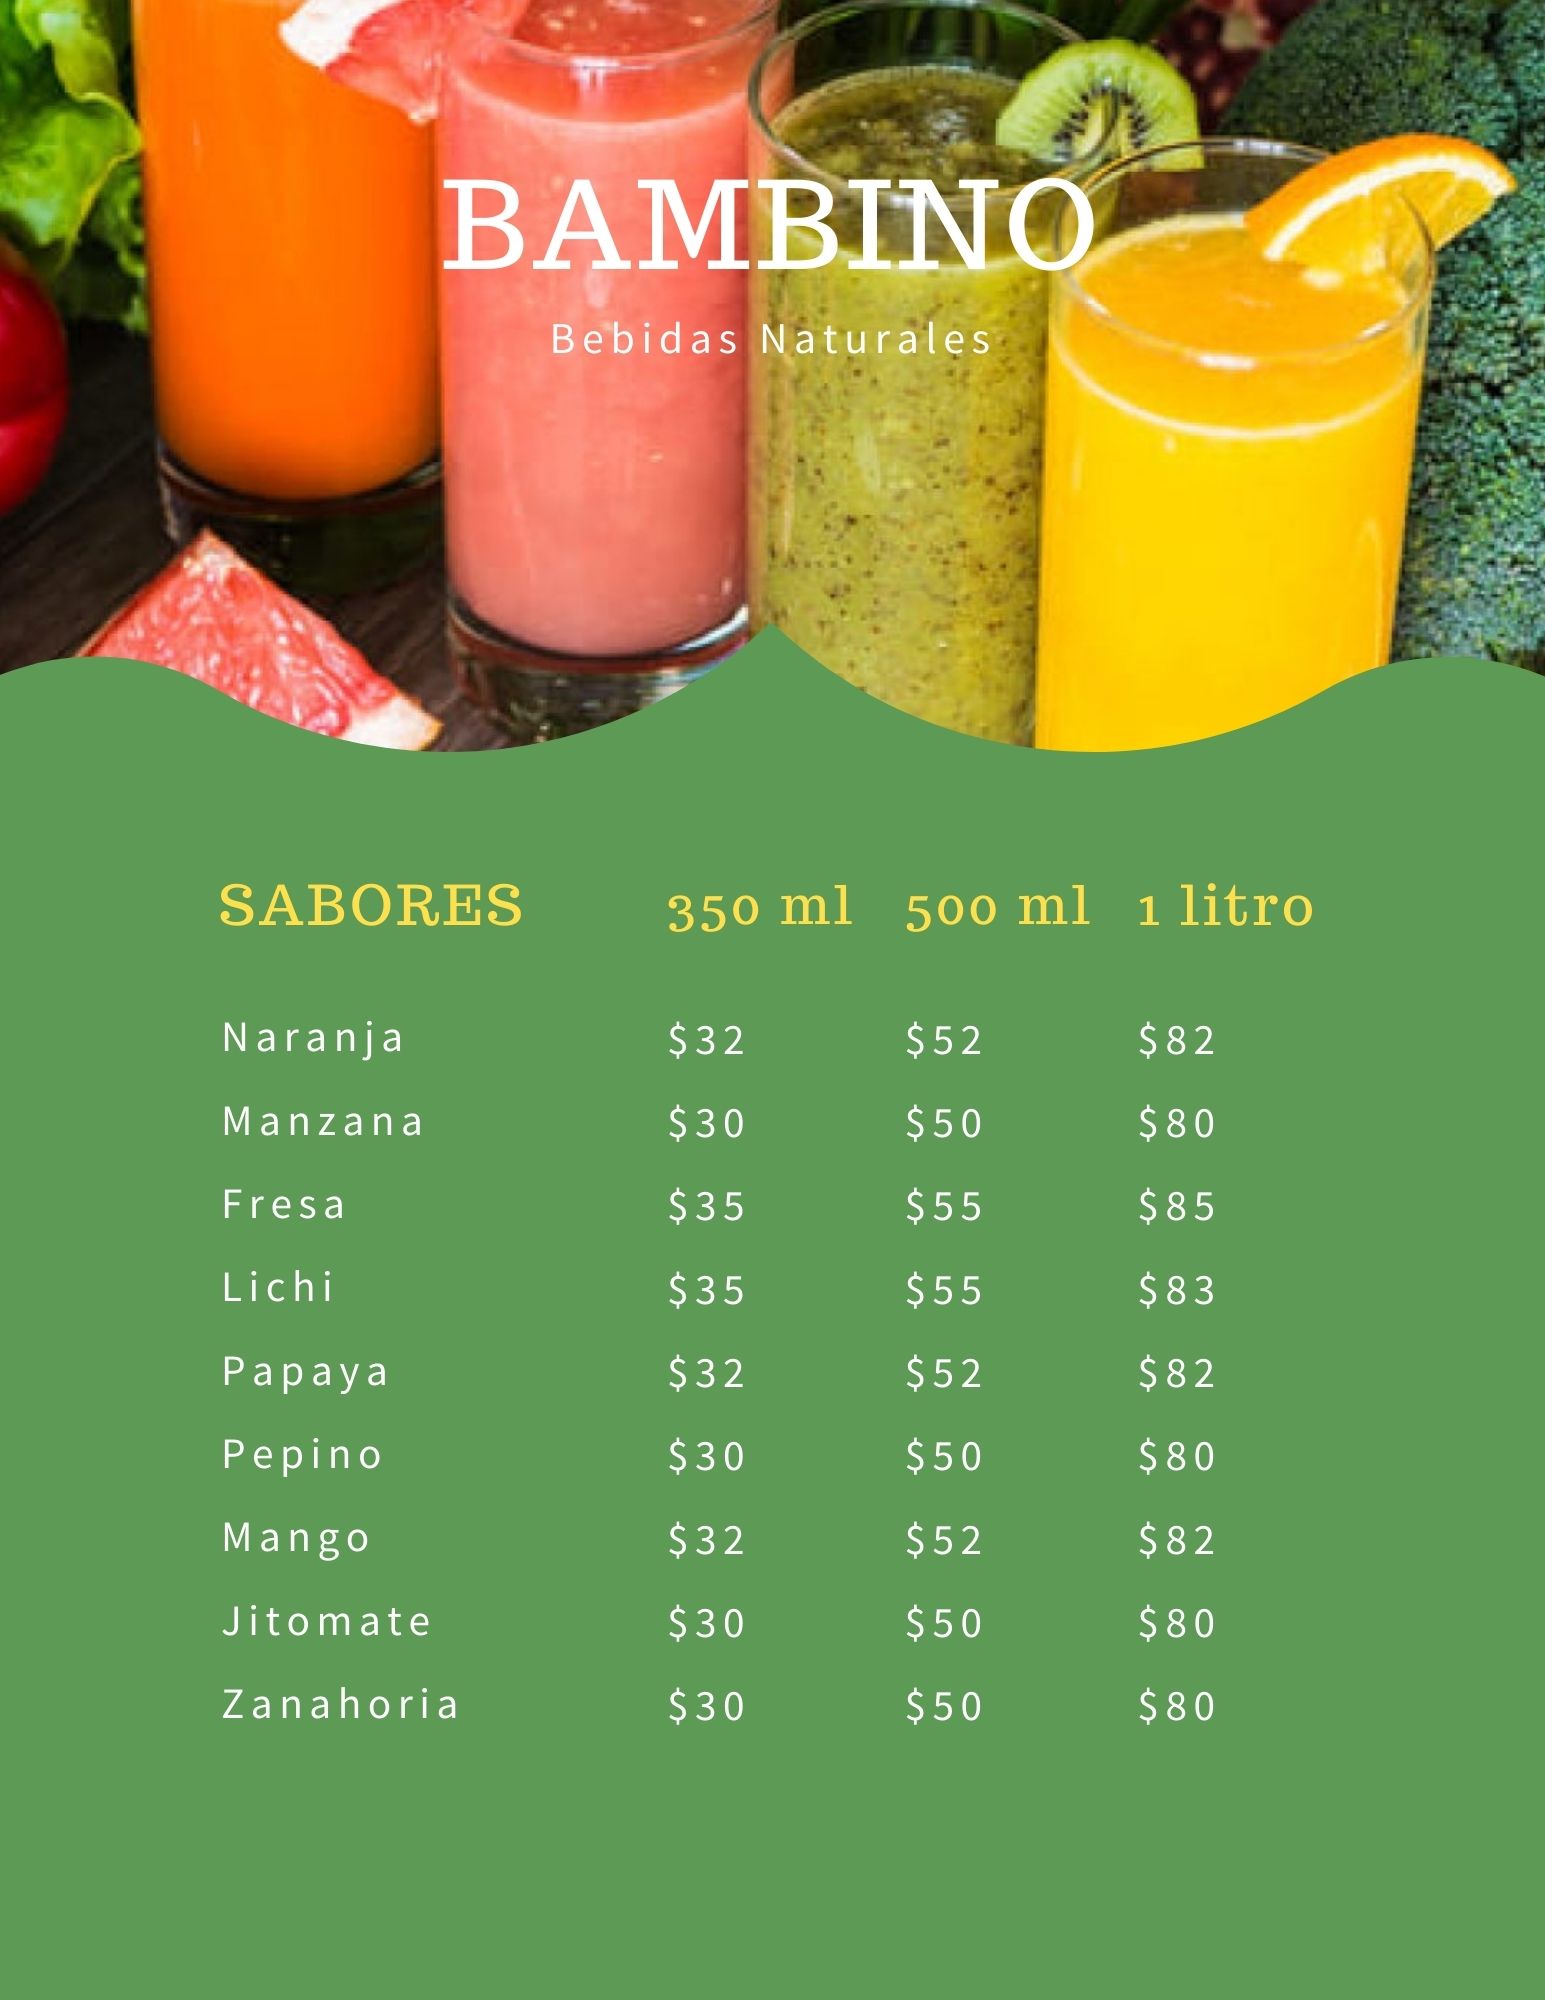 BAMBINO
Bebidas Naturales
SABORES 350 ml 500 ml 1 litro
Naranja $32 $52 $82
Manzana $30 $50 $80
Fresa $35 $55 $85
Lichi $35 $55 $83
Papaya $32 $52 $82
Pepino $30 $50 $80
Mango $32 $52 $82
Jitomate $30 $50 $80
Zanahoria $30 $50 $80